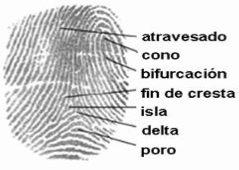 atravesado
cono
bifurcación
fin de cresta
isla
delta
poro